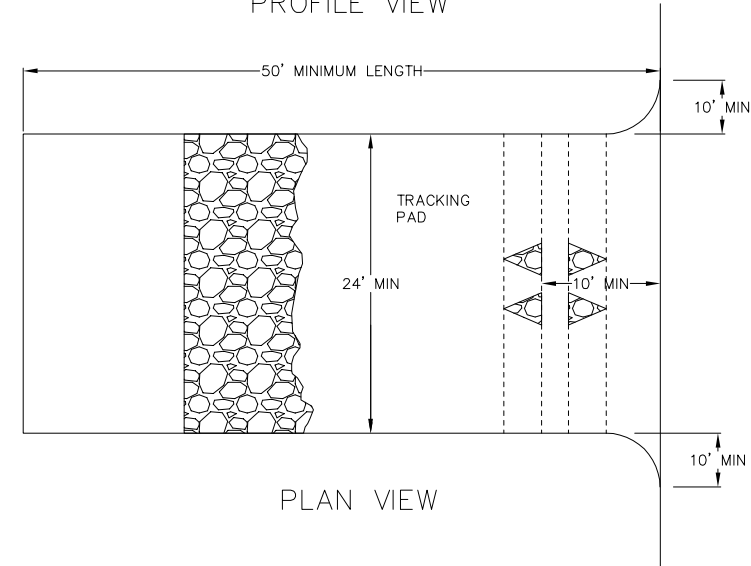 PROFILE VIEW
50' MINIMUM LENGTH
10' MIN
TRACKING
PAD
24' MIN
10' MIN
10' MIN
PLAN VIEW